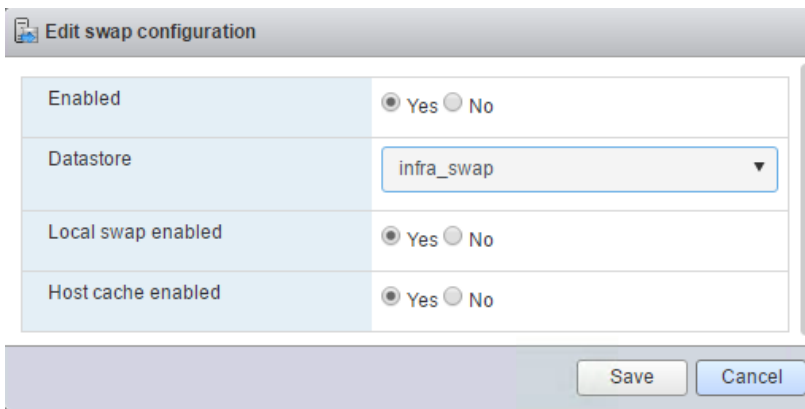 Edit swap configuration
Enabled Yes No
Datastore infra_swap
Local swap enabled Yes No
Host cache enabled Yes No
Save Cancel